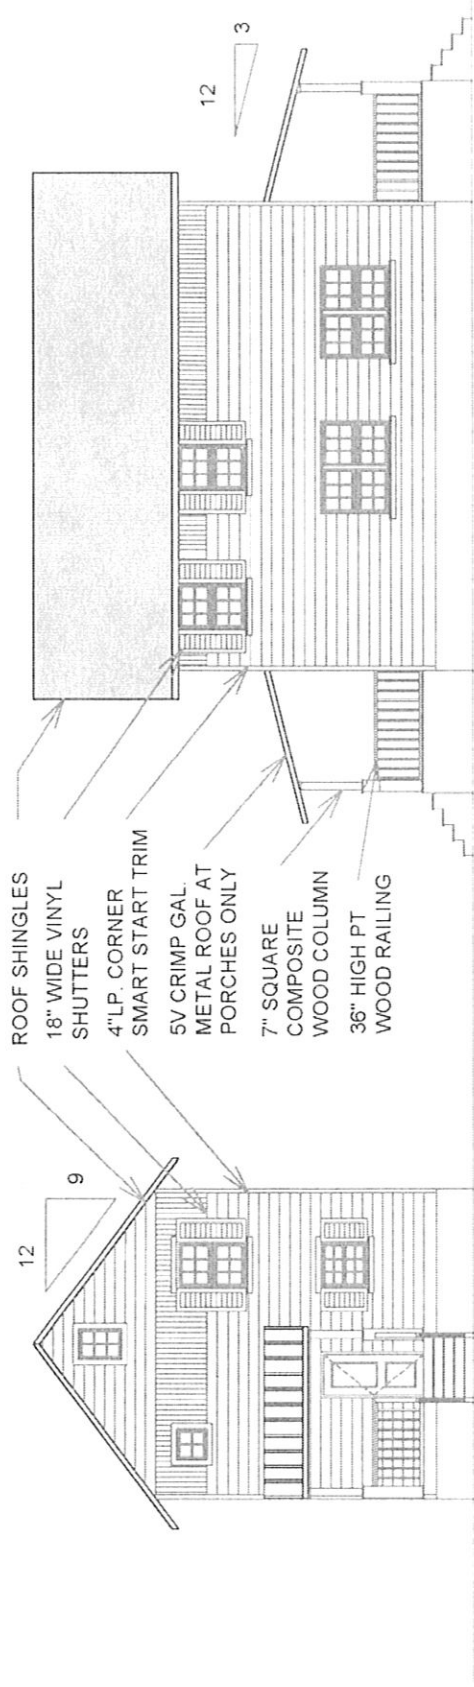 ROOF SHINGLES
18" WIDE VINYL
SHUTTERS
4"LP. CORNER
SMART START TRIM
5V CRIMP GAL.
METAL ROOF AT
PORCHES ONLY
7" SQUARE
COMPOSITE
WOOD COLUMN
36" HIGH PT
WOOD RAILING
12
9
12
3